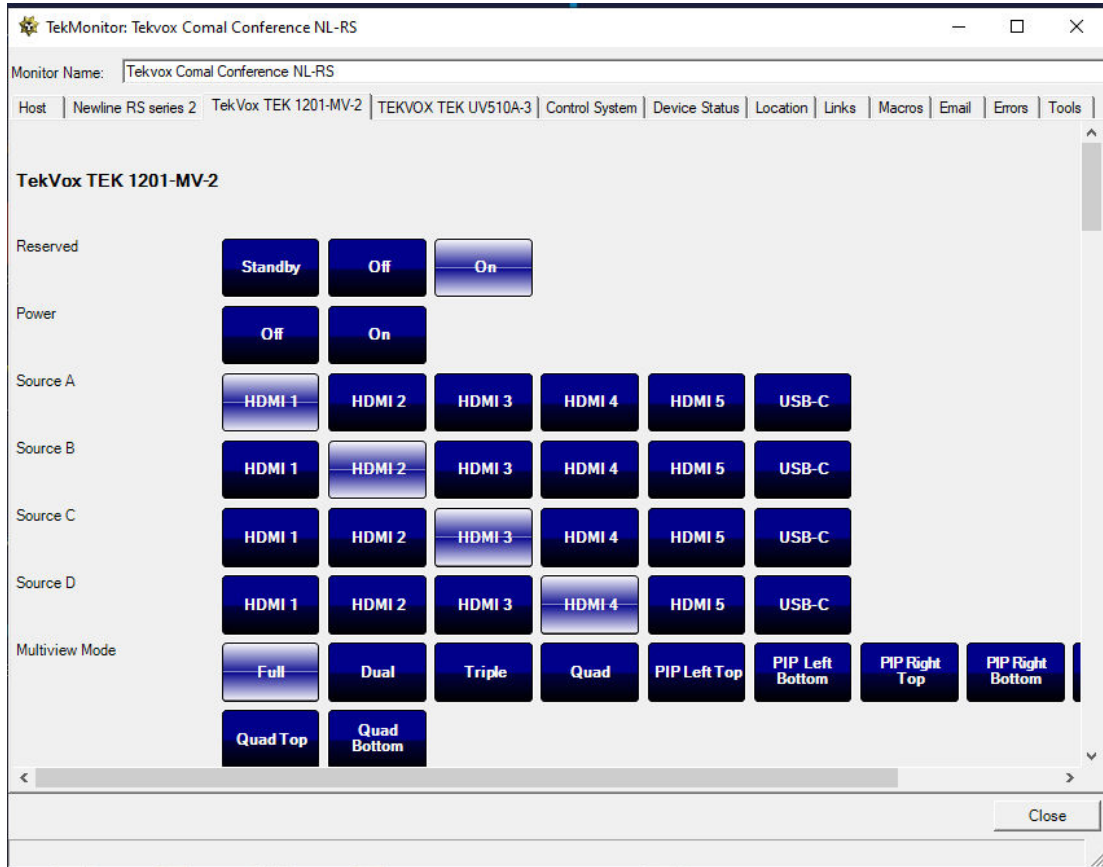 TekMonitor: Tekvox Comal Conference NL-RS
Monitor Name: Tekvox Comal Conference NL-RS
Host Newline RS series 2 TekVox TEK 1201-MV-2 TEKVOX TEK UV510A-3 Control System Device Status Location Links Macros Email Errors Tools
TekVox TEK 1201-MV-2
Reserved
Standby Off On
Power
Off On
Source A
HDMI 1 HDMI 2 HDMI 3 HDMI 4 HDMI 5 USB-C
Source B
HDMI 1 HDMI 2 HDMI 3 HDMI 4 HDMI 5 USB-C
Source C
HDMI 1 HDMI 2 HDMI 3 HDMI 4 HDMI 5 USB-C
Source D
HDMI 1 HDMI 2 HDMI 3 HDMI 4 HDMI 5 USB-C
Multiview Mode
Full Dual Triple Quad PIP Left Top PIP Left Bottom PIP Right Top PIP Right Bottom
Quad Top Quad Bottom
Close